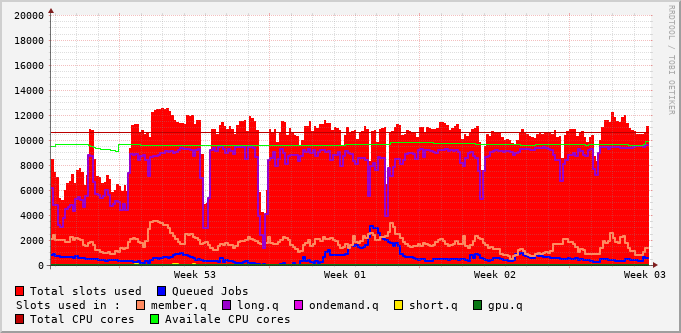 RRDTOOL / TOBI OETIKER
20000
18000
16000
14000
12000
10000
8000
6000
4000
2000
0
Week 53 Week 01 Week 02 Week 03
Total slots used Queued Jobs
Slots used in : member.q long.q ondemand.q short.q gpu.q
Total CPU cores Availale CPU cores